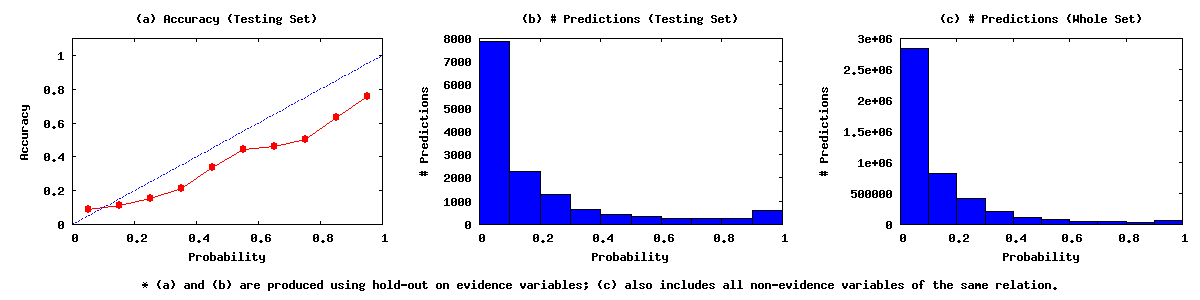 (a) Accuracy (Testing Set)
(b) # Predictions (Testing Set)
(c) # Predictions (Whole Set)
Accuracy
1
0.8
0.6
0.4
0.2
0
0 0.2 0.4 0.6 0.8 1
Probability
# Predictions
8000
7000
6000
5000
4000
3000
2000
1000
0
0 0.2 0.4 0.6 0.8 1
Probability
# Predictions
3e+06
2.5e+06
2e+06
1.5e+06
1e+06
500000
0
0 0.2 0.4 0.6 0.8 1
Probability
* (a) and (b) are produced using hold-out on evidence variables; (c) also includes all non-evidence variables of the same relation.